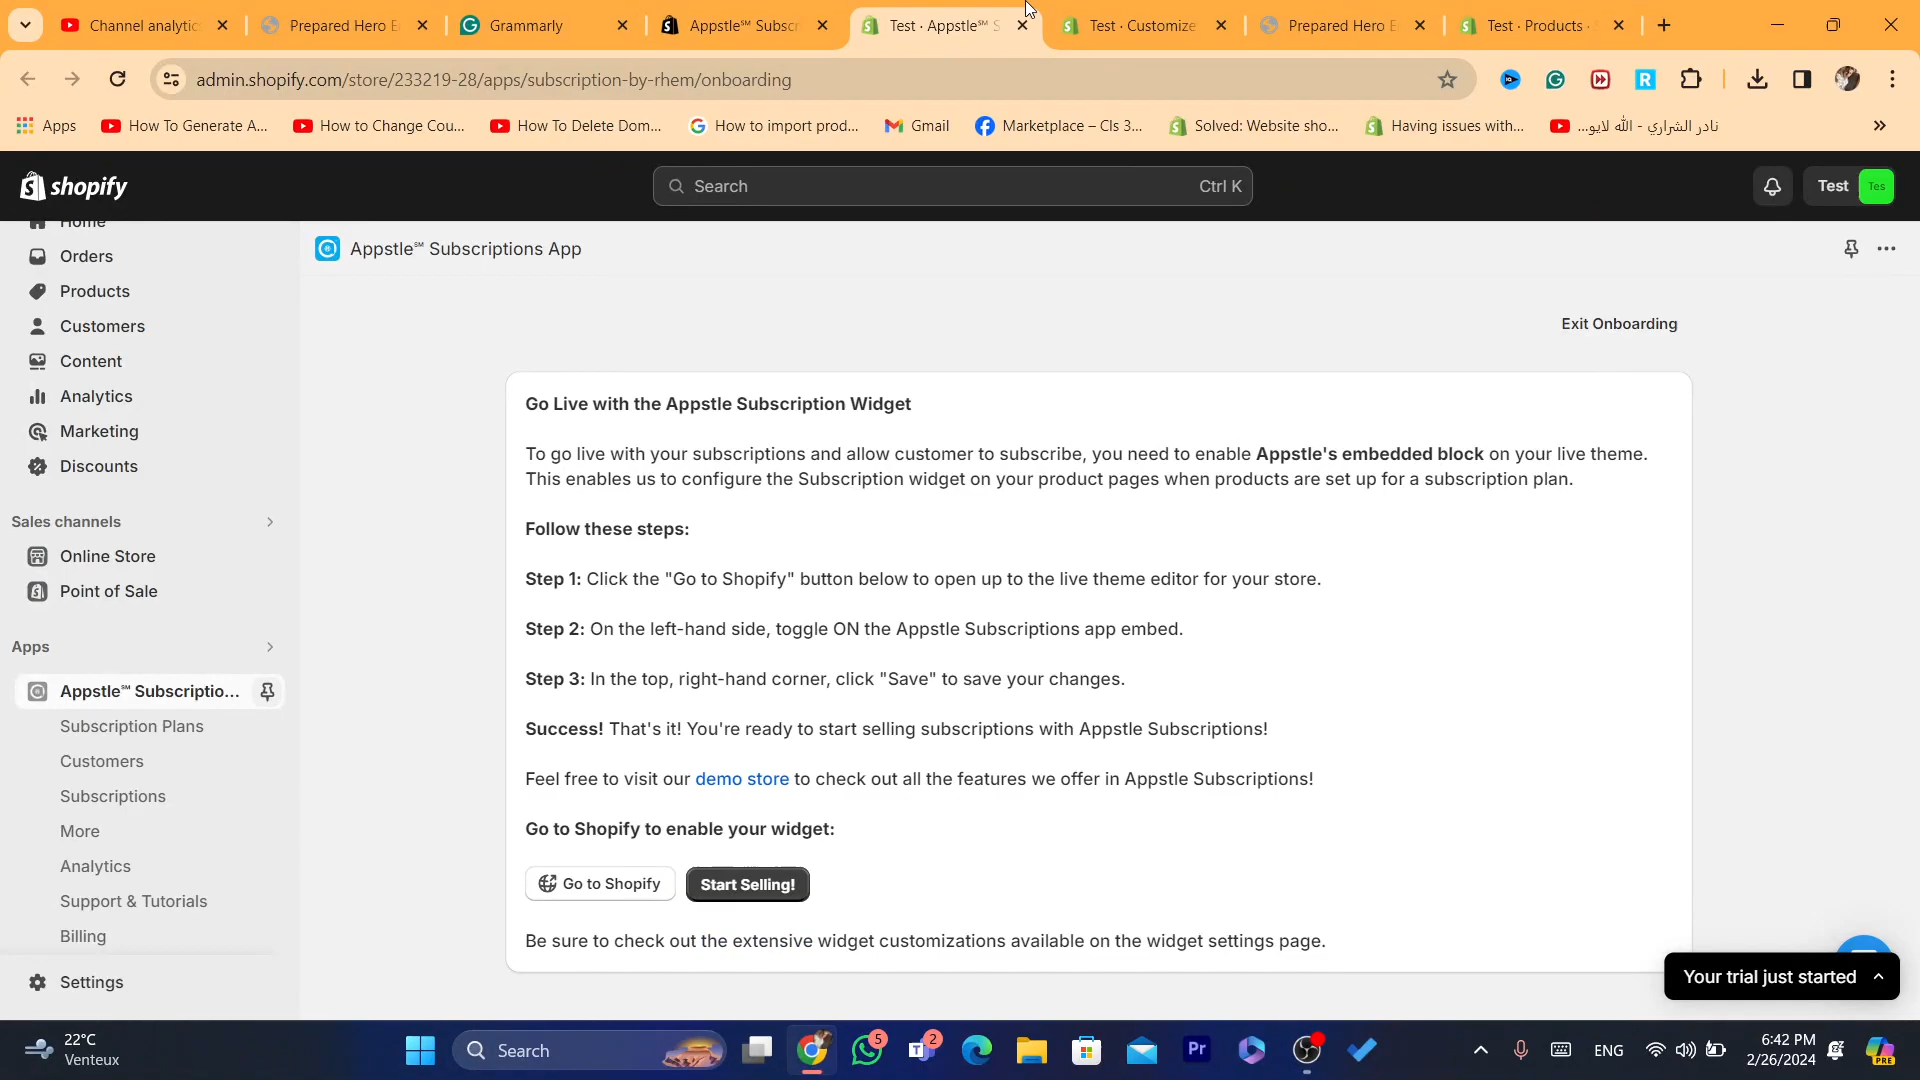 Channel analytic
Prepared Hero E
Grammarly
Appstle℠ Subsc
Test · Appstle℠ S
Test · Customize
Prepared Hero E
Test · Products ·
admin.shopify.com/store/233219-28/apps/subscription-by-rhem/onboarding
Apps
How To Generate A...
How to Change Cou...
How To Delete Dom...
How to import prod...
Gmail
Marketplace – Cls 3...
Solved: Website sho...
Having issues with...
نادر الشراري - الله لايو...
shopify
Search
Ctrl K
Test
Tes
Home
Orders
Products
Customers
Content
Analytics
Marketing
Discounts
Sales channels
Online Store
Point of Sale
Apps
Appstle℠ Subscriptio...
Subscription Plans
Customers
Subscriptions
More
Analytics
Support & Tutorials
Billing
Settings
Appstle℠ Subscriptions App
Exit Onboarding
Go Live with the Appstle Subscription Widget
To go live with your subscriptions and allow customer to subscribe, you need to enable Appstle's embedded block on your live theme.
This enables us to configure the Subscription widget on your product pages when products are set up for a subscription plan.
Follow these steps:
Step 1: Click the "Go to Shopify" button below to open up to the live theme editor for your store.
Step 2: On the left-hand side, toggle ON the Appstle Subscriptions app embed.
Step 3: In the top, right-hand corner, click "Save" to save your changes.
Success! That's it! You're ready to start selling subscriptions with Appstle Subscriptions!
Feel free to visit our demo store to check out all the features we offer in Appstle Subscriptions!
Go to Shopify to enable your widget:
Go to Shopify
Start Selling!
Be sure to check out the extensive widget customizations available on the widget settings page.
Your trial just started
22°C
Venteux
Search
5
2
Pr
ENG
6:42 PM
2/26/2024
PRE